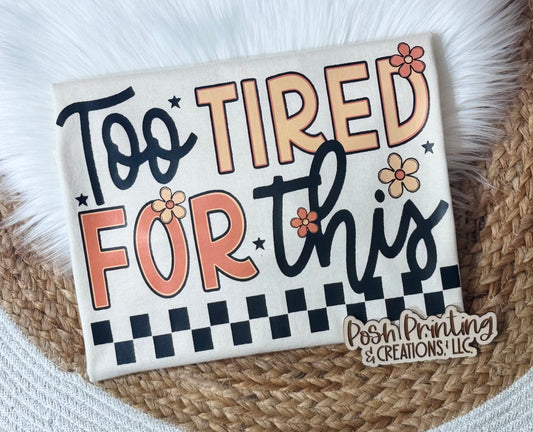 Too TIRED
FOR this
Posh Printing
& CREATIONS, LLC